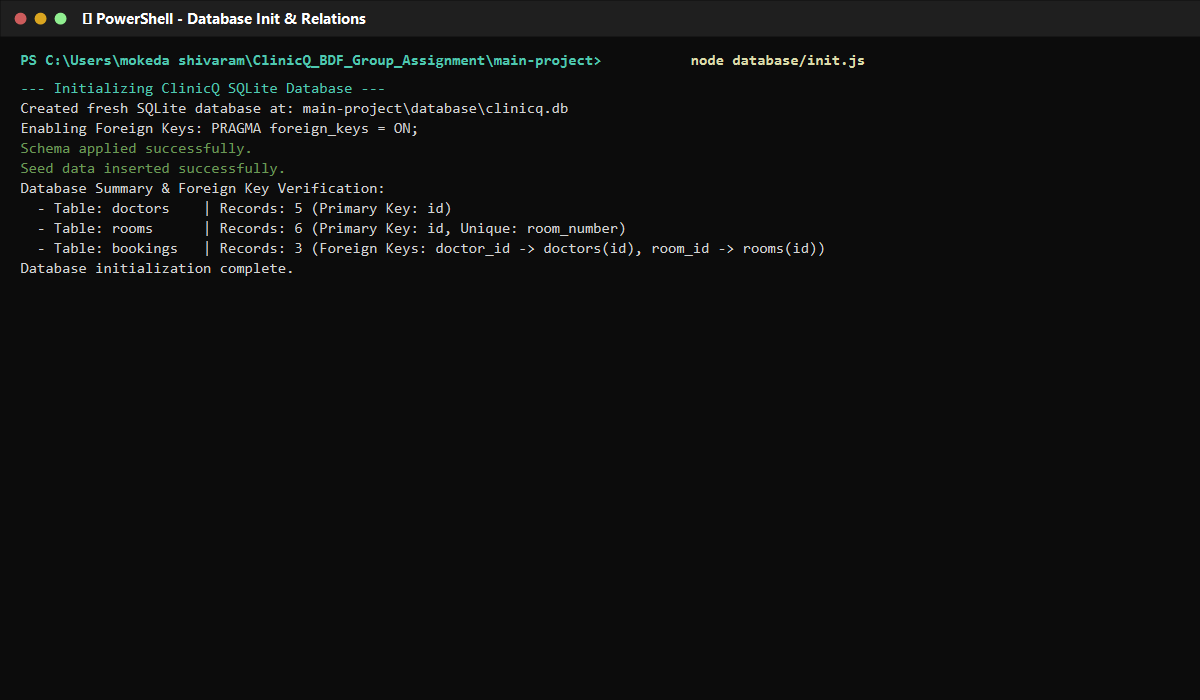 PowerShell - Database Init & Relations
PS C:\Users\mokeda shivaram\ClinicQ_BDF_Group_Assignment\main-project> node database/init.js
--- Initializing ClinicQ SQLite Database ---
Created fresh SQLite database at: main-project\database\clinicq.db
Enabling Foreign Keys: PRAGMA foreign_keys = ON;
Schema applied successfully.
Seed data inserted successfully.
Database Summary & Foreign Key Verification:
  - Table: doctors    | Records: 5 (Primary Key: id)
  - Table: rooms      | Records: 6 (Primary Key: id, Unique: room_number)
  - Table: bookings   | Records: 3 (Foreign Keys: doctor_id -> doctors(id), room_id -> rooms(id))
Database initialization complete.